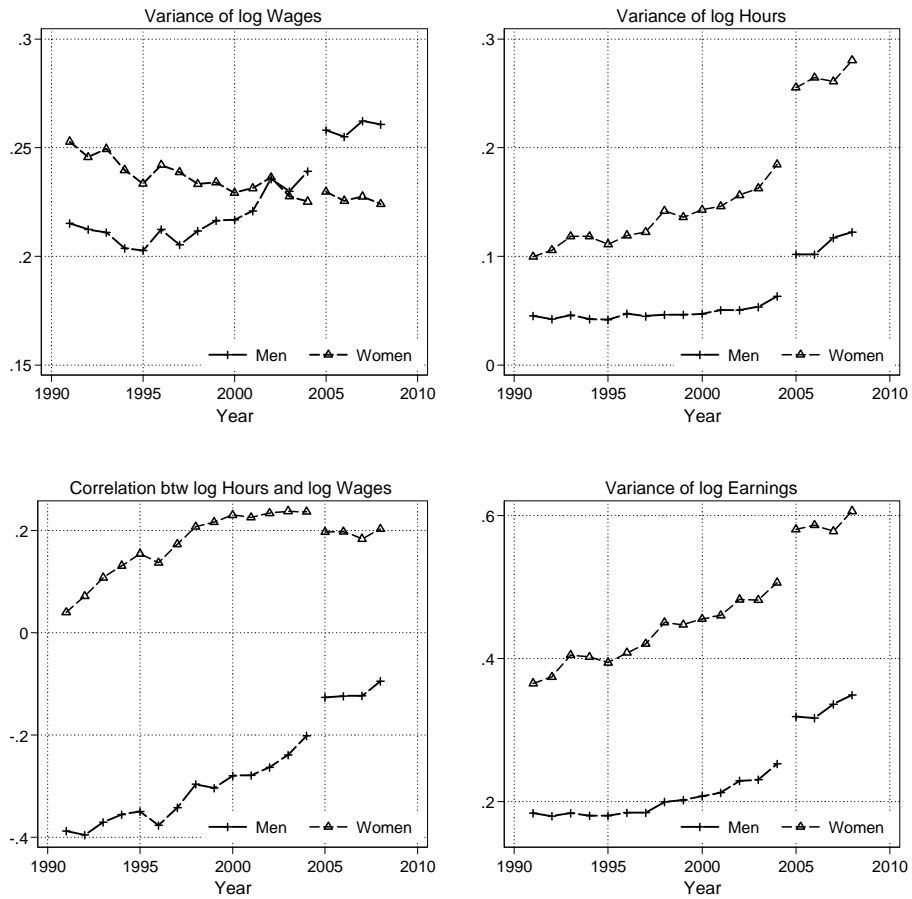 Variance of log Wages
.3
.25
.2
.15
1990 1995 2000 2005 2010
Year
Men Women
Variance of log Hours
.3
.2
.1
0
1990 1995 2000 2005 2010
Year
Men Women
Correlation btw log Hours and log Wages
.2
0
-.2
-.4
1990 1995 2000 2005 2010
Year
Men Women
Variance of log Earnings
.6
.4
.2
1990 1995 2000 2005 2010
Year
Men Women